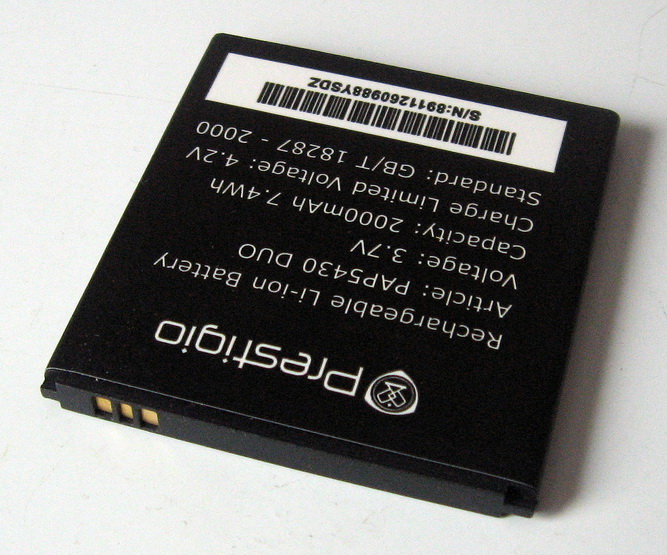 Prestigio
Rechargeable Li-ion Battery
Article: PAP5430 DUO
Voltage: 3.7V
Capacity: 2000mAh 7.4Wh
Charge Limited Voltage: 4.2V
Standard: GB/T 18287 - 2000
S/N:8911260988YSDZ